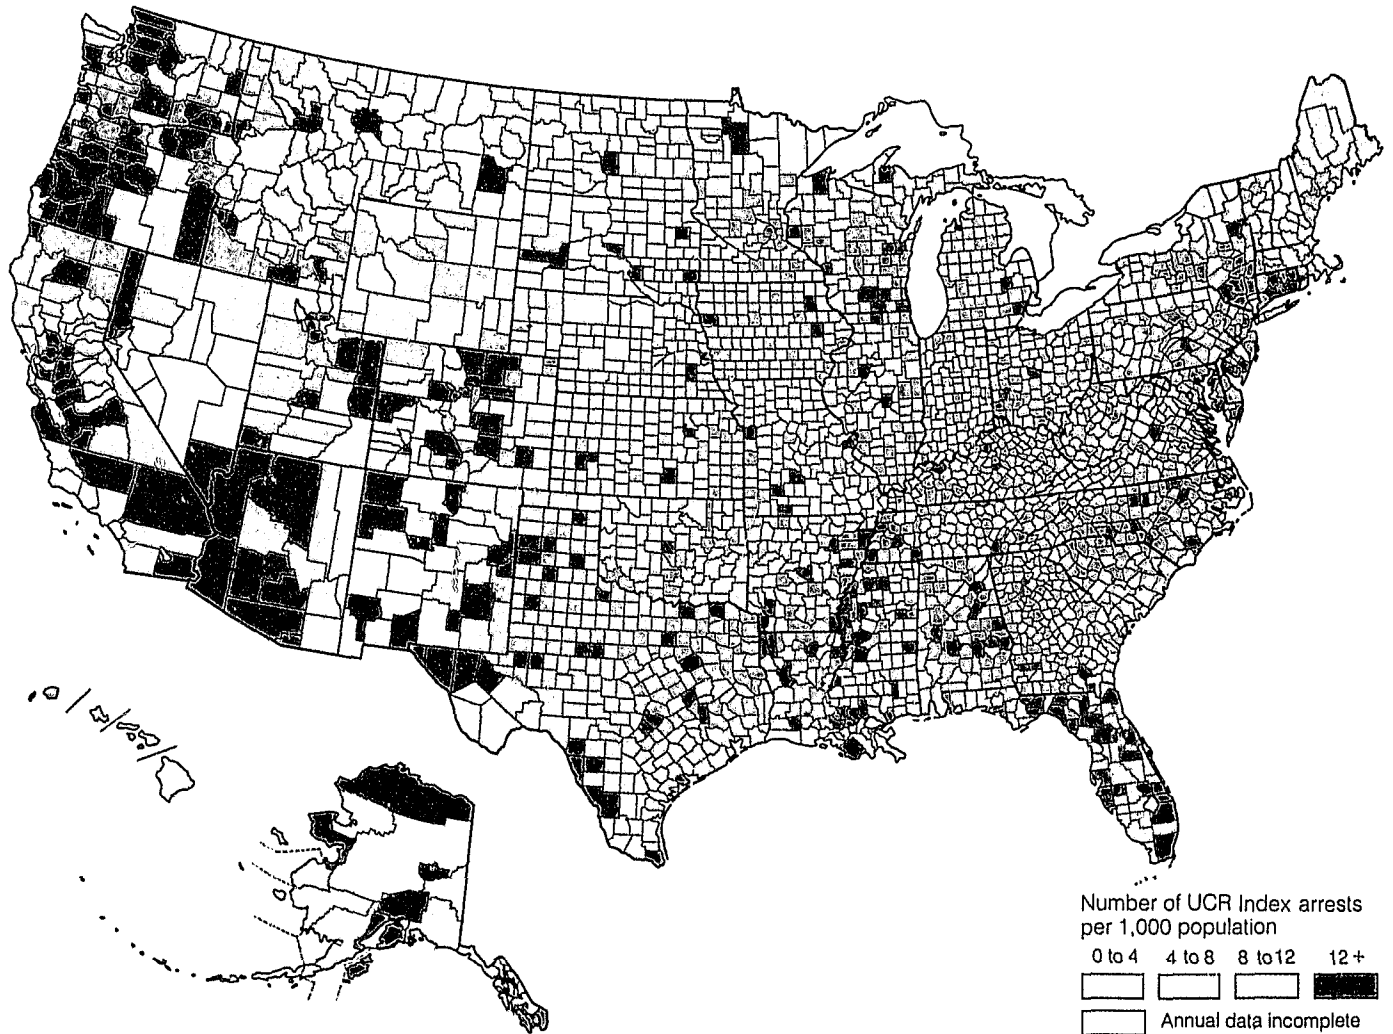 Number of UCR Index arrests
per 1,000 population
0 to 4 4 to 8 8 to 12 12 +
Annual data incomplete